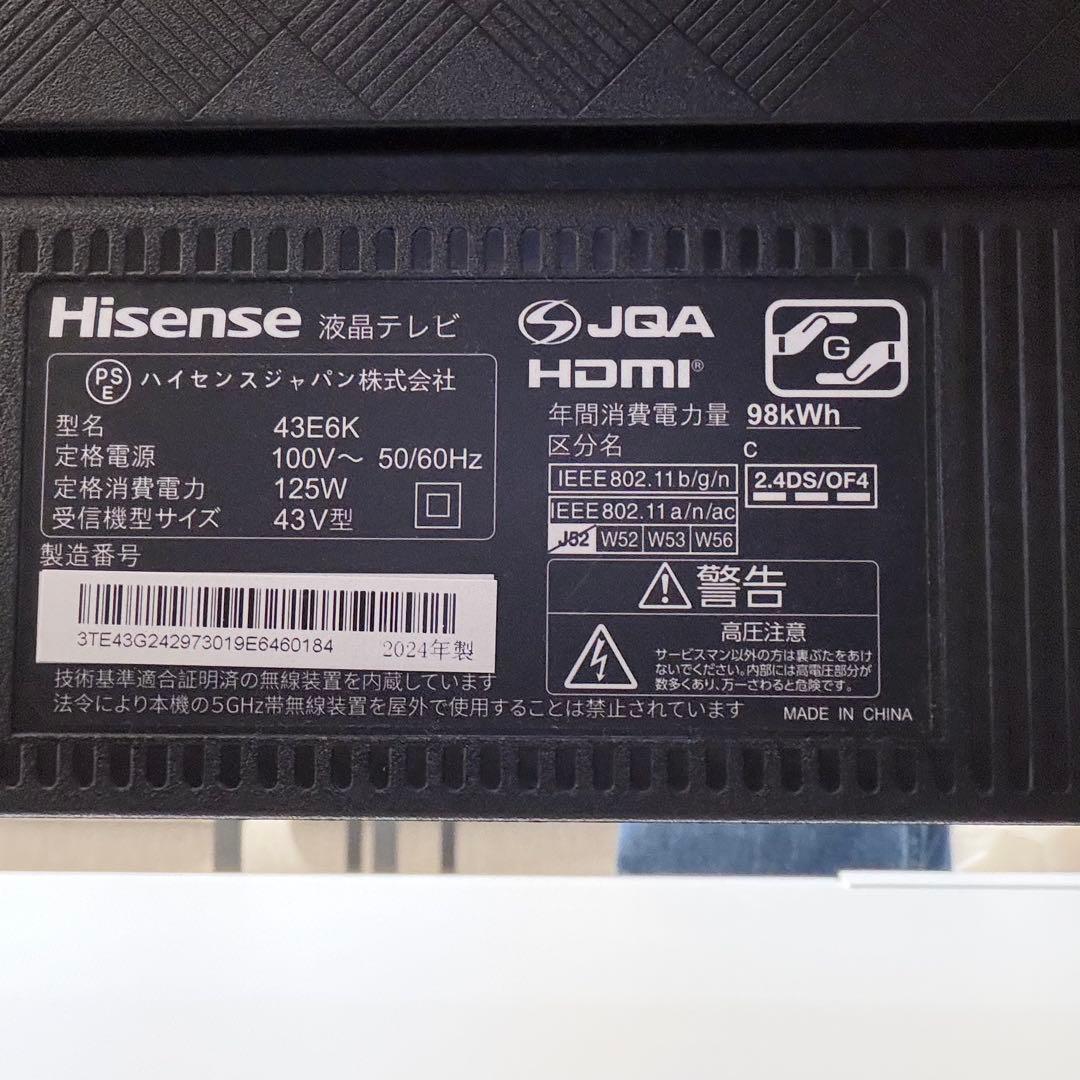 Hisense 液晶テレビ
PSE ハイセンスジャパン株式会社
型名 43E6K
定格電源 100V～ 50/60Hz
定格消費電力 125W
受信機型サイズ 43V型
製造番号
3TE43G242973019E6460184 2024年製
技術基準適合証明済の無線装置を内蔵しています
法令により本機の5GHz帯無線装置を屋外で使用することは禁止されています
JQA
HDMI®
G
年間消費電力量 98kWh
区分名 C
IEEE802.11b/g/n 2.4DS/OF4
IEEE802.11a/n/ac
J52 W52 W53 W56
警告
高圧注意
サービスマン以外の方は裏ぶたをあけ
ないでください。内部には高電圧部分が
数多くあり、万一さわると危険です。
MADE IN CHINA